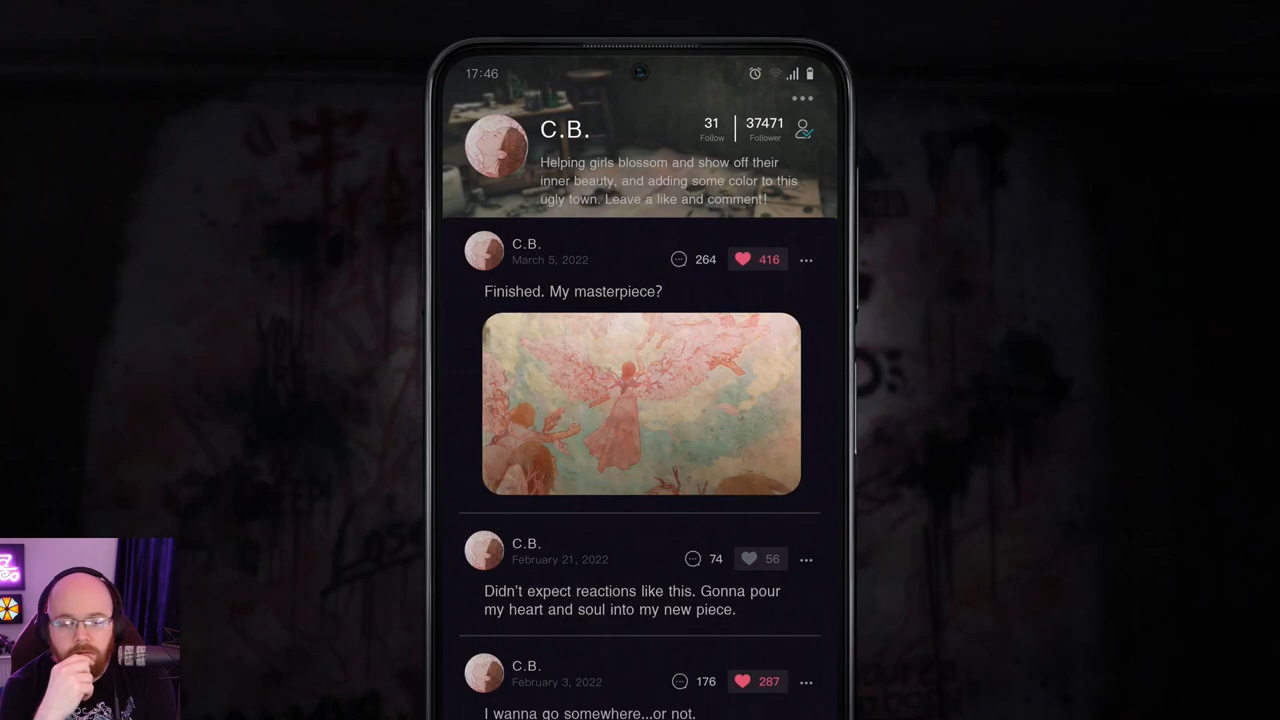 17:46
C.B.
31
Follow
37471
Follower
Helping girls blossom and show off their
inner beauty, and adding some color to this
ugly town. Leave a like and comment!
C.B.
March 5, 2022
264
416
Finished. My masterpiece?
C.B.
February 21, 2022
74
56
Didn't expect reactions like this. Gonna pour
my heart and soul into my new piece.
C.B.
February 3, 2022
176
287
I wanna go somewhere...or not.